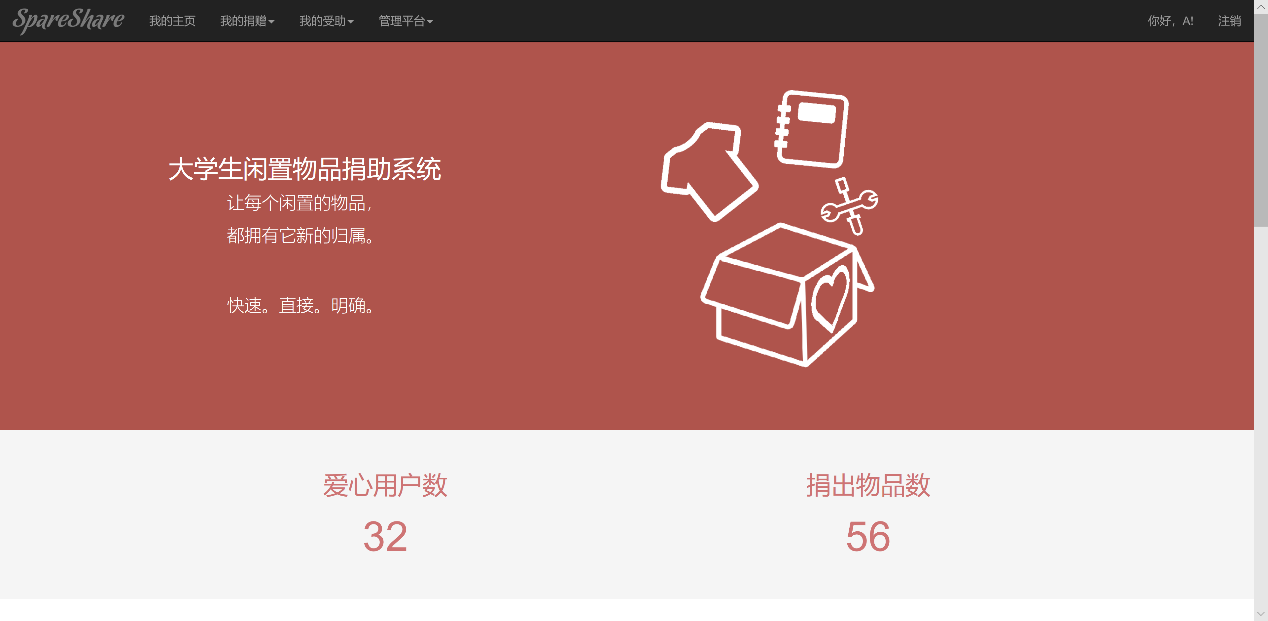 SpareShare 我的主页 我的捐赠 我的受助 管理平台 你好，A! 注销
大学生闲置物品捐助系统
让每个闲置的物品，
都拥有它新的归属。
快速。直接。明确。
爱心用户数 捐出物品数
32 56